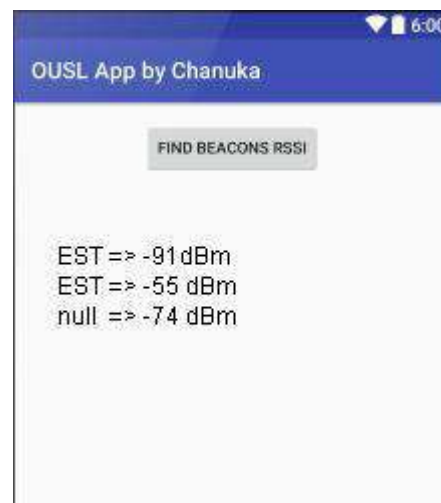 6:00
OUSL App by Chanuka
FIND BEACONS RSSI
EST => -91dBm
EST => -55 dBm
null => -74 dBm